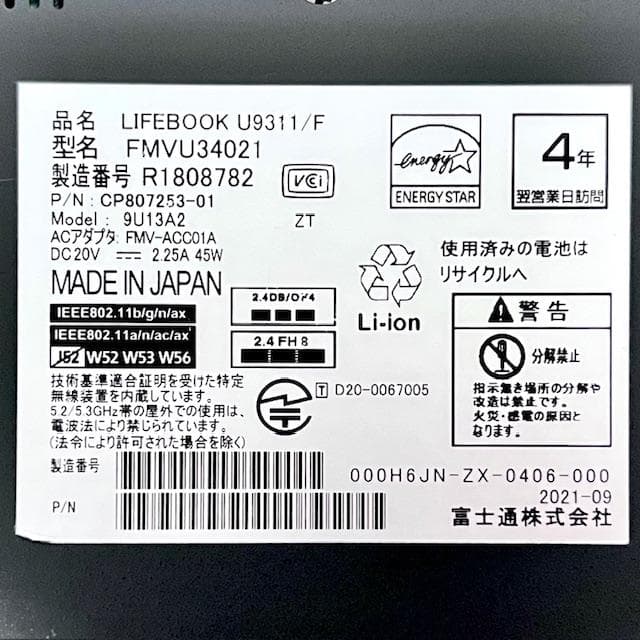 品名 LIFEBOOK U9311/F
型名 FMVU34021
製造番号 R1808782
P/N : CP807253-01
Model : 9U13A2
ACアダプタ: FMV-ACC01A
DC20V ⎓ 2.25A 45W
MADE IN JAPAN
VCCI
ZT
energy
ENERGY STAR
4年
翌営業日訪問
IEEE802.11b/g/n/ax
IEEE802.11a/n/ac/ax
J52 W52 W53 W56
2.4DS/OF4
2.4FH8
Li-ion
使用済みの電池は
リサイクルへ
警告
分解禁止
指示無き場所の分解や
改造は禁止です。
火災・感電の原因と
なります。
技術基準適合証明を受けた特定
無線装置を内蔵しています。
5.2/5.3GHz帯の屋外での使用は、
電波法により禁じられています。
(法令により許可された場合を除く)
T D20-0067005
製造番号
P/N
000H6JN-ZX-0406-000
2021-09
富士通株式会社